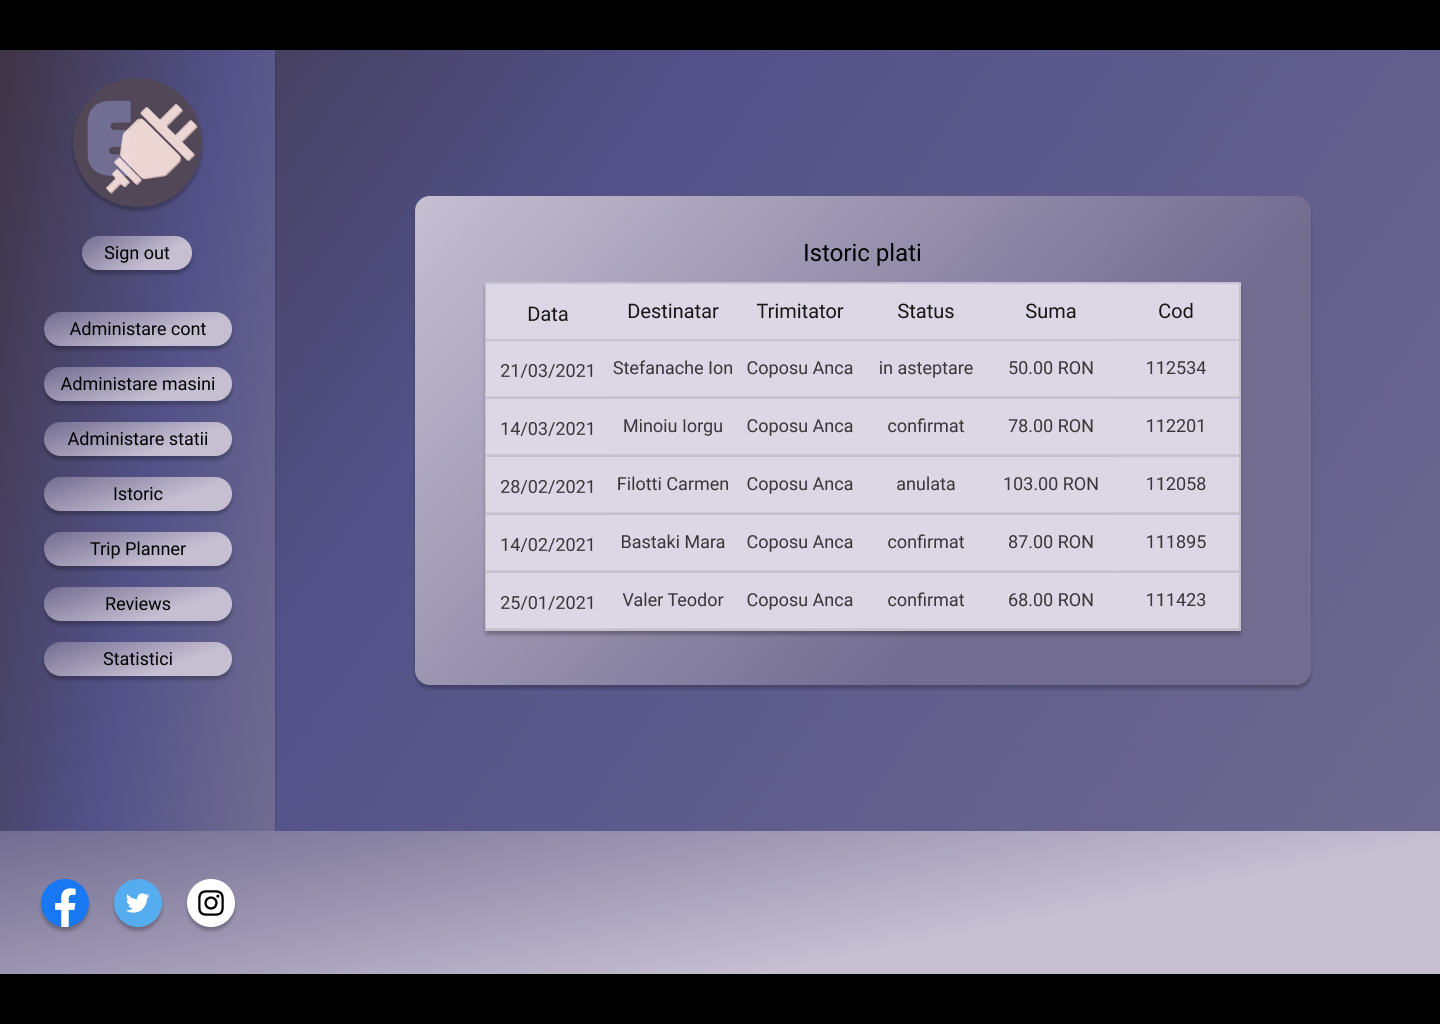 E
Sign out
Administare cont
Administare masini
Administare statii
Istoric
Trip Planner
Reviews
Statistici
Istoric plati
Data Destinatar Trimitator Status Suma Cod
21/03/2021 Stefanache Ion Coposu Anca in asteptare 50.00 RON 112534
14/03/2021 Minoiu Iorgu Coposu Anca confirmat 78.00 RON 112201
28/02/2021 Filotti Carmen Coposu Anca anulata 103.00 RON 112058
14/02/2021 Bastaki Mara Coposu Anca confirmat 87.00 RON 111895
25/01/2021 Valer Teodor Coposu Anca confirmat 68.00 RON 111423